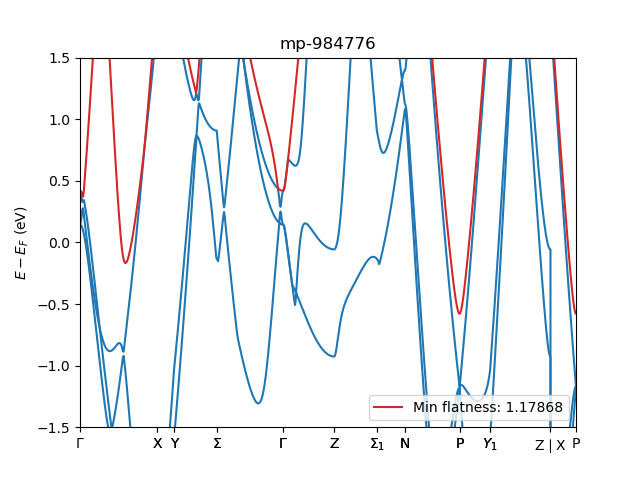 mp-984776
E − E_F (eV)
1.5
1.0
0.5
0.0
−0.5
−1.0
−1.5
Min flatness: 1.17868
Γ X Y Σ Γ Z Σ₁ N P Y₁ Z | X P